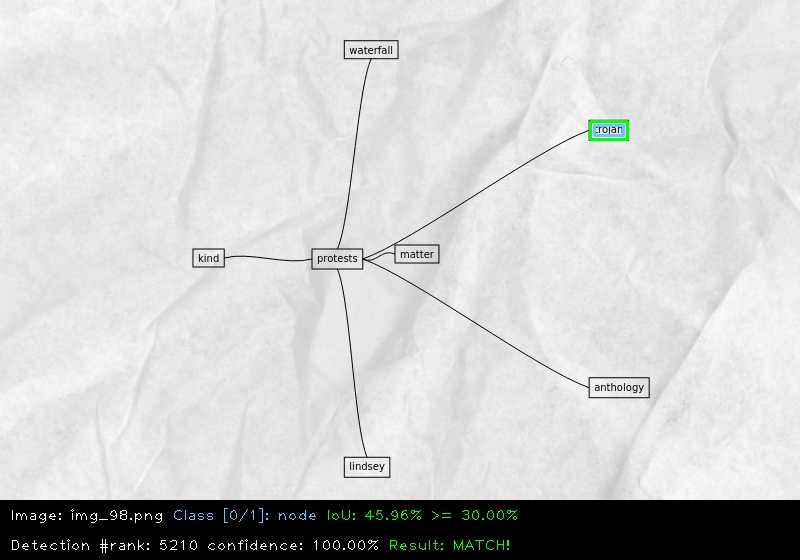 waterfall
trojan
kind
protests
matter
anthology
lindsey
Image: img_98.png Class [0/1]: node IoU: 45.96% >= 30.00%
Detection #rank: 5210 confidence: 100.00% Result: MATCH!